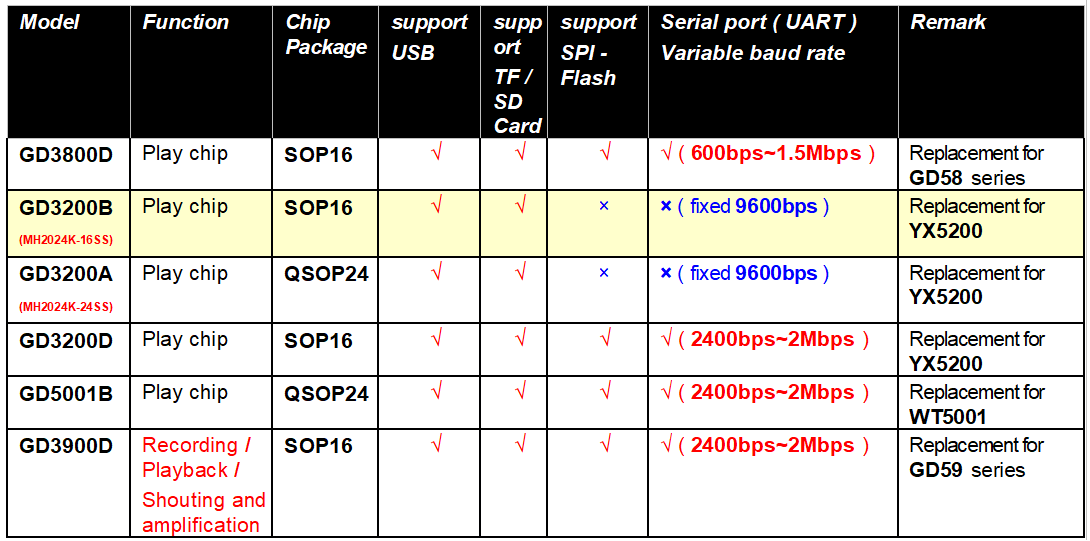 Model Function Chip Package support USB support TF / SD Card support SPI - Flash Serial port ( UART ) Variable baud rate Remark
GD3800D Play chip SOP16 √ √ √ √ ( 600bps~1.5Mbps ) Replacement for GD58 series
GD3200B (MH2024K-16SS) Play chip SOP16 √ √ × × ( fixed 9600bps ) Replacement for YX5200
GD3200A (MH2024K-24SS) Play chip QSOP24 √ √ × × ( fixed 9600bps ) Replacement for YX5200
GD3200D Play chip SOP16 √ √ √ √ ( 2400bps~2Mbps ) Replacement for YX5200
GD5001B Play chip QSOP24 √ √ √ √ ( 2400bps~2Mbps ) Replacement for WT5001
GD3900D Recording / Playback / Shouting and amplification SOP16 √ √ √ √ ( 2400bps~2Mbps ) Replacement for GD59 series